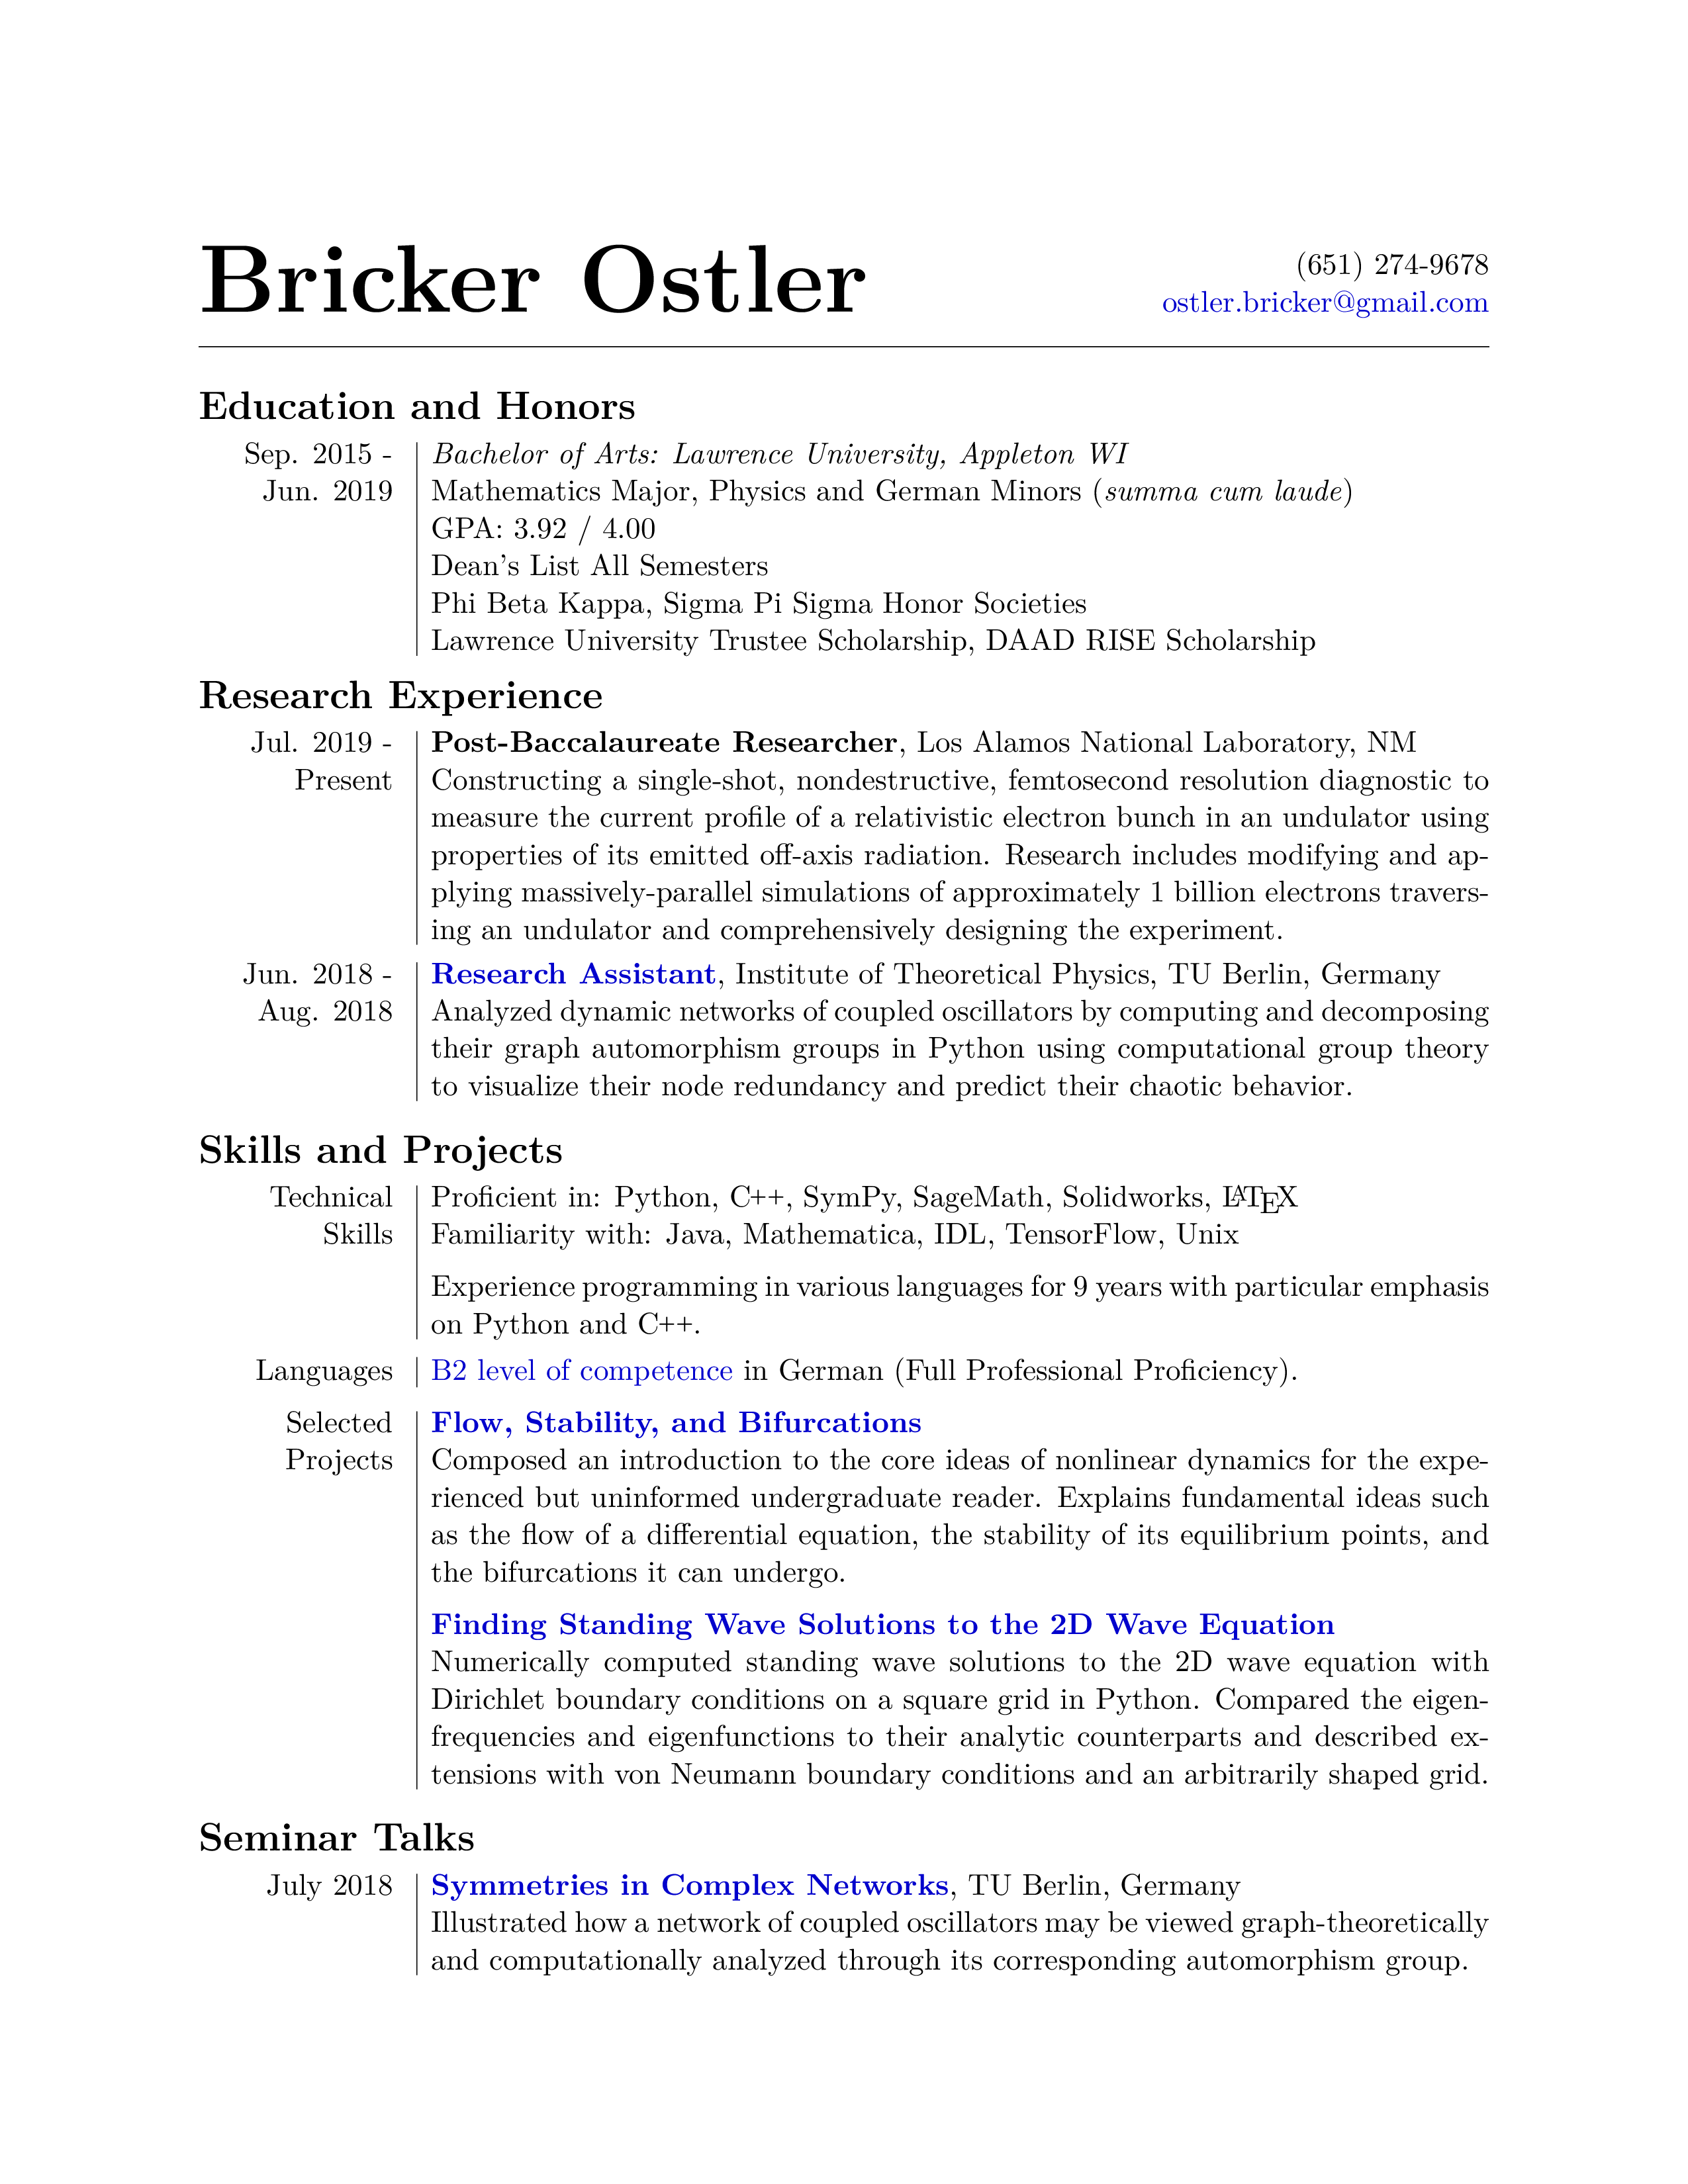 Bricker Ostler
(651) 274-9678
ostler.bricker@gmail.com
Education and Honors
Sep. 2015 - Bachelor of Arts: Lawrence University, Appleton WI
Jun. 2019 Mathematics Major, Physics and German Minors (summa cum laude)
GPA: 3.92 / 4.00
Dean's List All Semesters
Phi Beta Kappa, Sigma Pi Sigma Honor Societies
Lawrence University Trustee Scholarship, DAAD RISE Scholarship
Research Experience
Jul. 2019 - Post-Baccalaureate Researcher, Los Alamos National Laboratory, NM
Present Constructing a single-shot, nondestructive, femtosecond resolution diagnostic to
measure the current profile of a relativistic electron bunch in an undulator using
properties of its emitted off-axis radiation. Research includes modifying and ap-
plying massively-parallel simulations of approximately 1 billion electrons travers-
ing an undulator and comprehensively designing the experiment.
Jun. 2018 - Research Assistant, Institute of Theoretical Physics, TU Berlin, Germany
Aug. 2018 Analyzed dynamic networks of coupled oscillators by computing and decomposing
their graph automorphism groups in Python using computational group theory
to visualize their node redundancy and predict their chaotic behavior.
Skills and Projects
Technical Proficient in: Python, C++, SymPy, SageMath, Solidworks, LATEX
Skills Familiarity with: Java, Mathematica, IDL, TensorFlow, Unix
Experience programming in various languages for 9 years with particular emphasis
on Python and C++.
Languages B2 level of competence in German (Full Professional Proficiency).
Selected Flow, Stability, and Bifurcations
Projects Composed an introduction to the core ideas of nonlinear dynamics for the expe-
rienced but uninformed undergraduate reader. Explains fundamental ideas such
as the flow of a differential equation, the stability of its equilibrium points, and
the bifurcations it can undergo.
Finding Standing Wave Solutions to the 2D Wave Equation
Numerically computed standing wave solutions to the 2D wave equation with
Dirichlet boundary conditions on a square grid in Python. Compared the eigen-
frequencies and eigenfunctions to their analytic counterparts and described ex-
tensions with von Neumann boundary conditions and an arbitrarily shaped grid.
Seminar Talks
July 2018 Symmetries in Complex Networks, TU Berlin, Germany
Illustrated how a network of coupled oscillators may be viewed graph-theoretically
and computationally analyzed through its corresponding automorphism group.